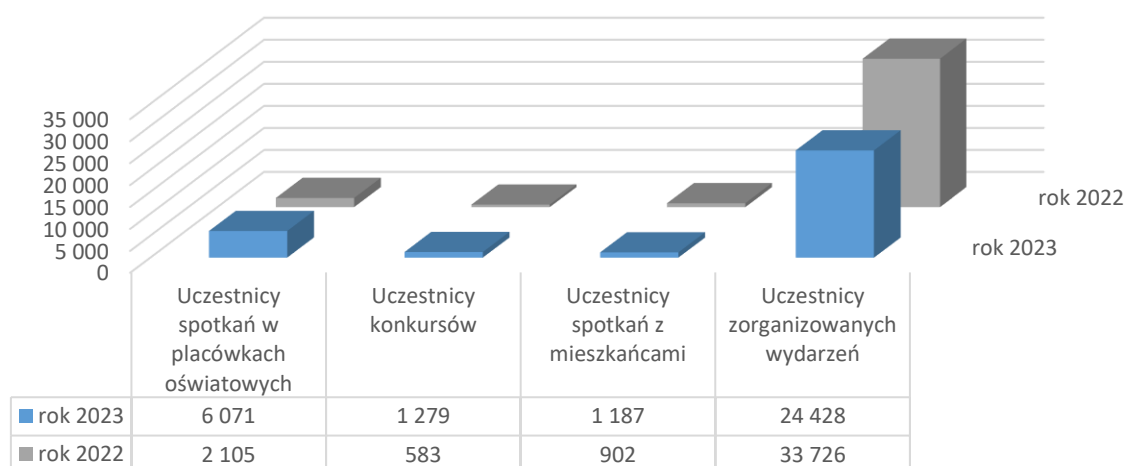 35 000
30 000
25 000
20 000
15 000
10 000
5 000
0
rok 2022
rok 2023
Uczestnicy spotkań w placówkach oświatowych
Uczestnicy konkursów
Uczestnicy spotkań z mieszkańcami
Uczestnicy zorganizowanych wydarzeń
rok 2023 6 071 1 279 1 187 24 428
rok 2022 2 105 583 902 33 726